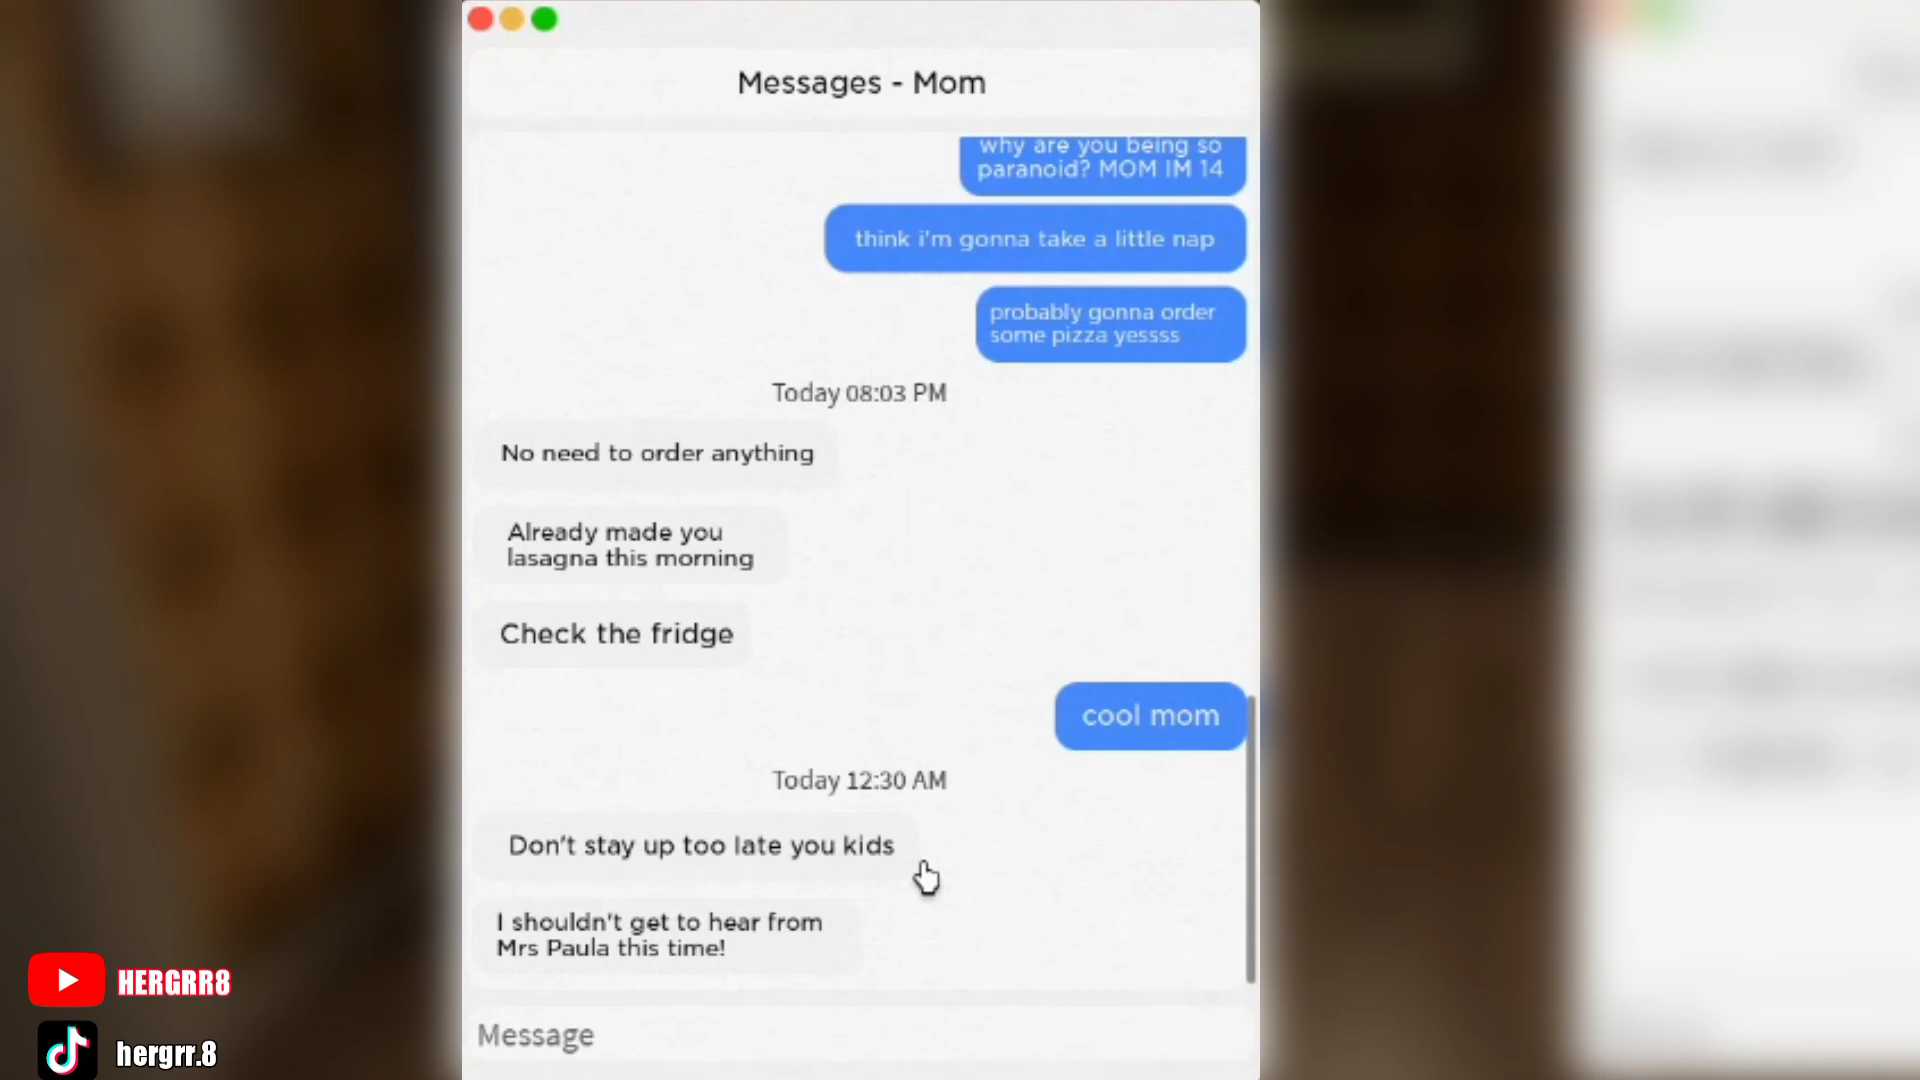 Messages - Mom
why are you being so
paranoid? MOM IM 14
think i'm gonna take a little nap
probably gonna order
some pizza yessss
Today 08:03 PM
No need to order anything
Already made you
lasagna this morning
Check the fridge
cool mom
Today 12:30 AM
Don't stay up too late you kids
I shouldn't get to hear from
Mrs Paula this time!
Message
HERGRR8
hergrr.8